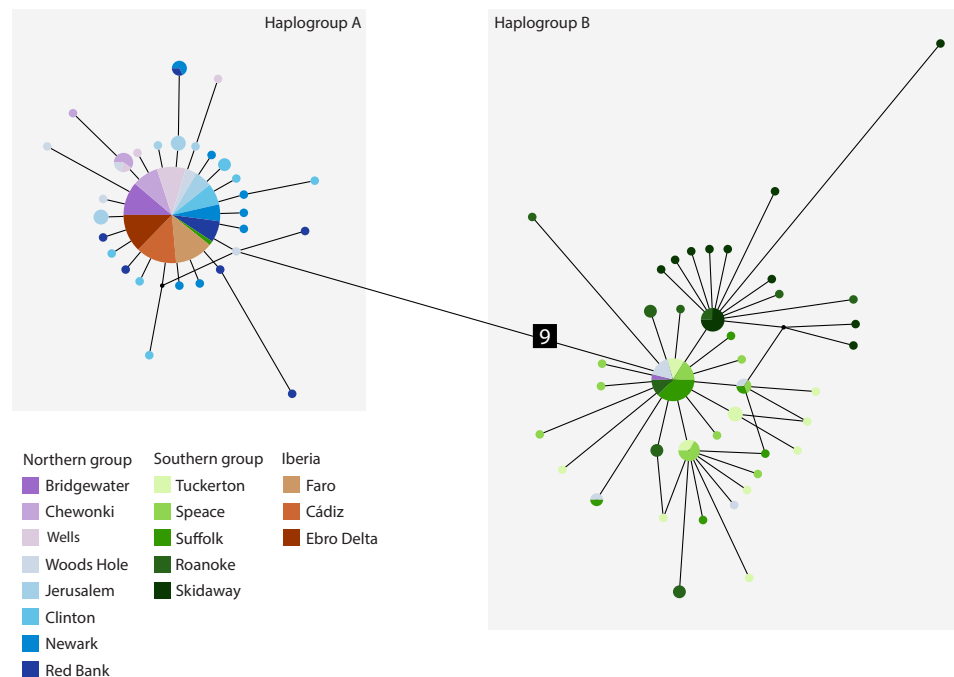 Haplogroup A
Haplogroup B
9
Northern group
Bridgewater
Chewonki
Wells
Woods Hole
Jerusalem
Clinton
Newark
Red Bank
Southern group
Tuckerton
Speace
Suffolk
Roanoke
Skidaway
Iberia
Faro
Cádiz
Ebro Delta